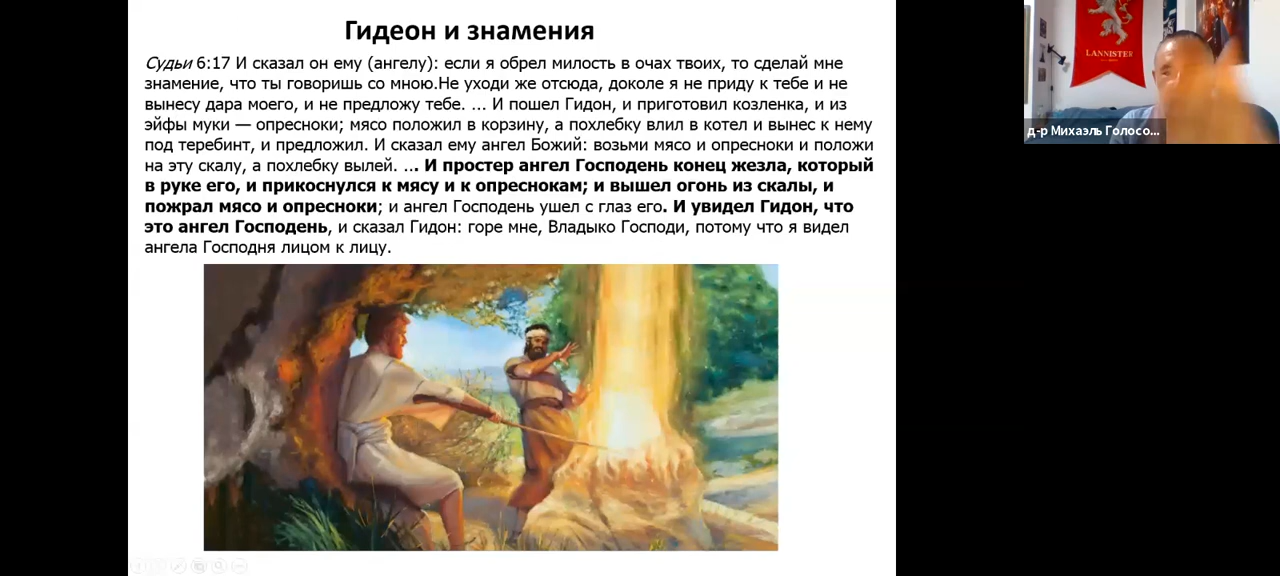 Гидеон и знамения
Судьи 6:17 И сказал он ему (ангелу): если я обрел милость в очах твоих, то сделай мне
знамение, что ты говоришь со мною.Не уходи же отсюда, доколе я не приду к тебе и не
вынесу дара моего, и не предложу тебе. ... И пошел Гидон, и приготовил козленка, и из
эйфы муки — опресноки; мясо положил в корзину, а похлебку влил в котел и вынес к нему
под теребинт, и предложил. И сказал ему ангел Божий: возьми мясо и опресноки и положи
на эту скалу, а похлебку вылей. ... И простер ангел Господень конец жезла, который
в руке его, и прикоснулся к мясу и к опреснокам; и вышел огонь из скалы, и
пожрал мясо и опресноки; и ангел Господень ушел с глаз его. И увидел Гидон, что
это ангел Господень, и сказал Гидон: горе мне, Владыко Господи, потому что я видел
ангела Господня лицом к лицу.
LANNISTER
д-р Михаэль Голосо...